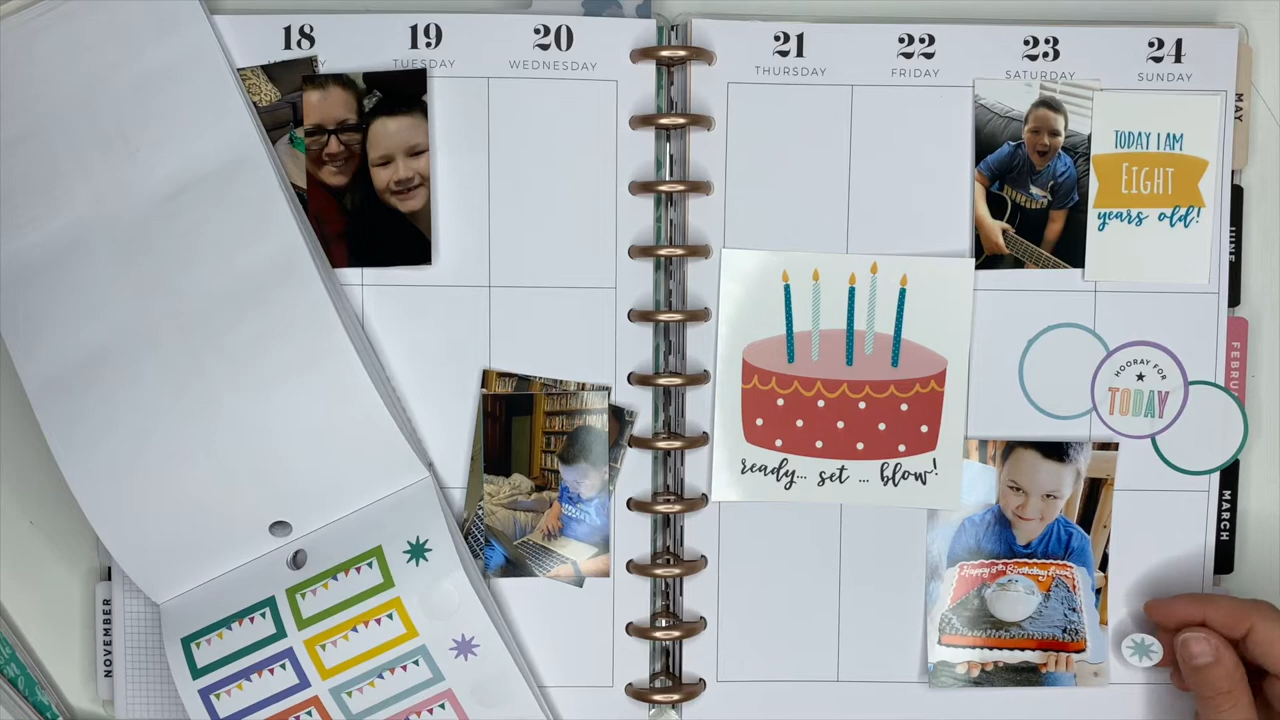 18
19
TUESDAY
20
WEDNESDAY
21
THURSDAY
22
FRIDAY
23
SATURDAY
24
SUNDAY
MAY
JUNE
MARCH
NOVEMBER
TODAY I AM
EIGHT
years old!
HOORAY FOR
TODAY
ready... set ... blow!